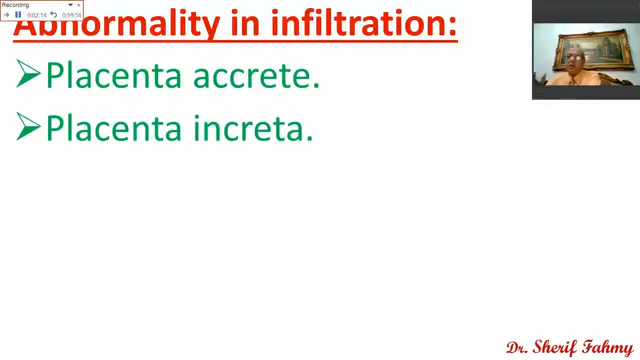 Recording
0:02:14
0:59:54
Abnormality in infiltration:
Placenta accrete.
Placenta increta.
Dr. Sherif Fahmy